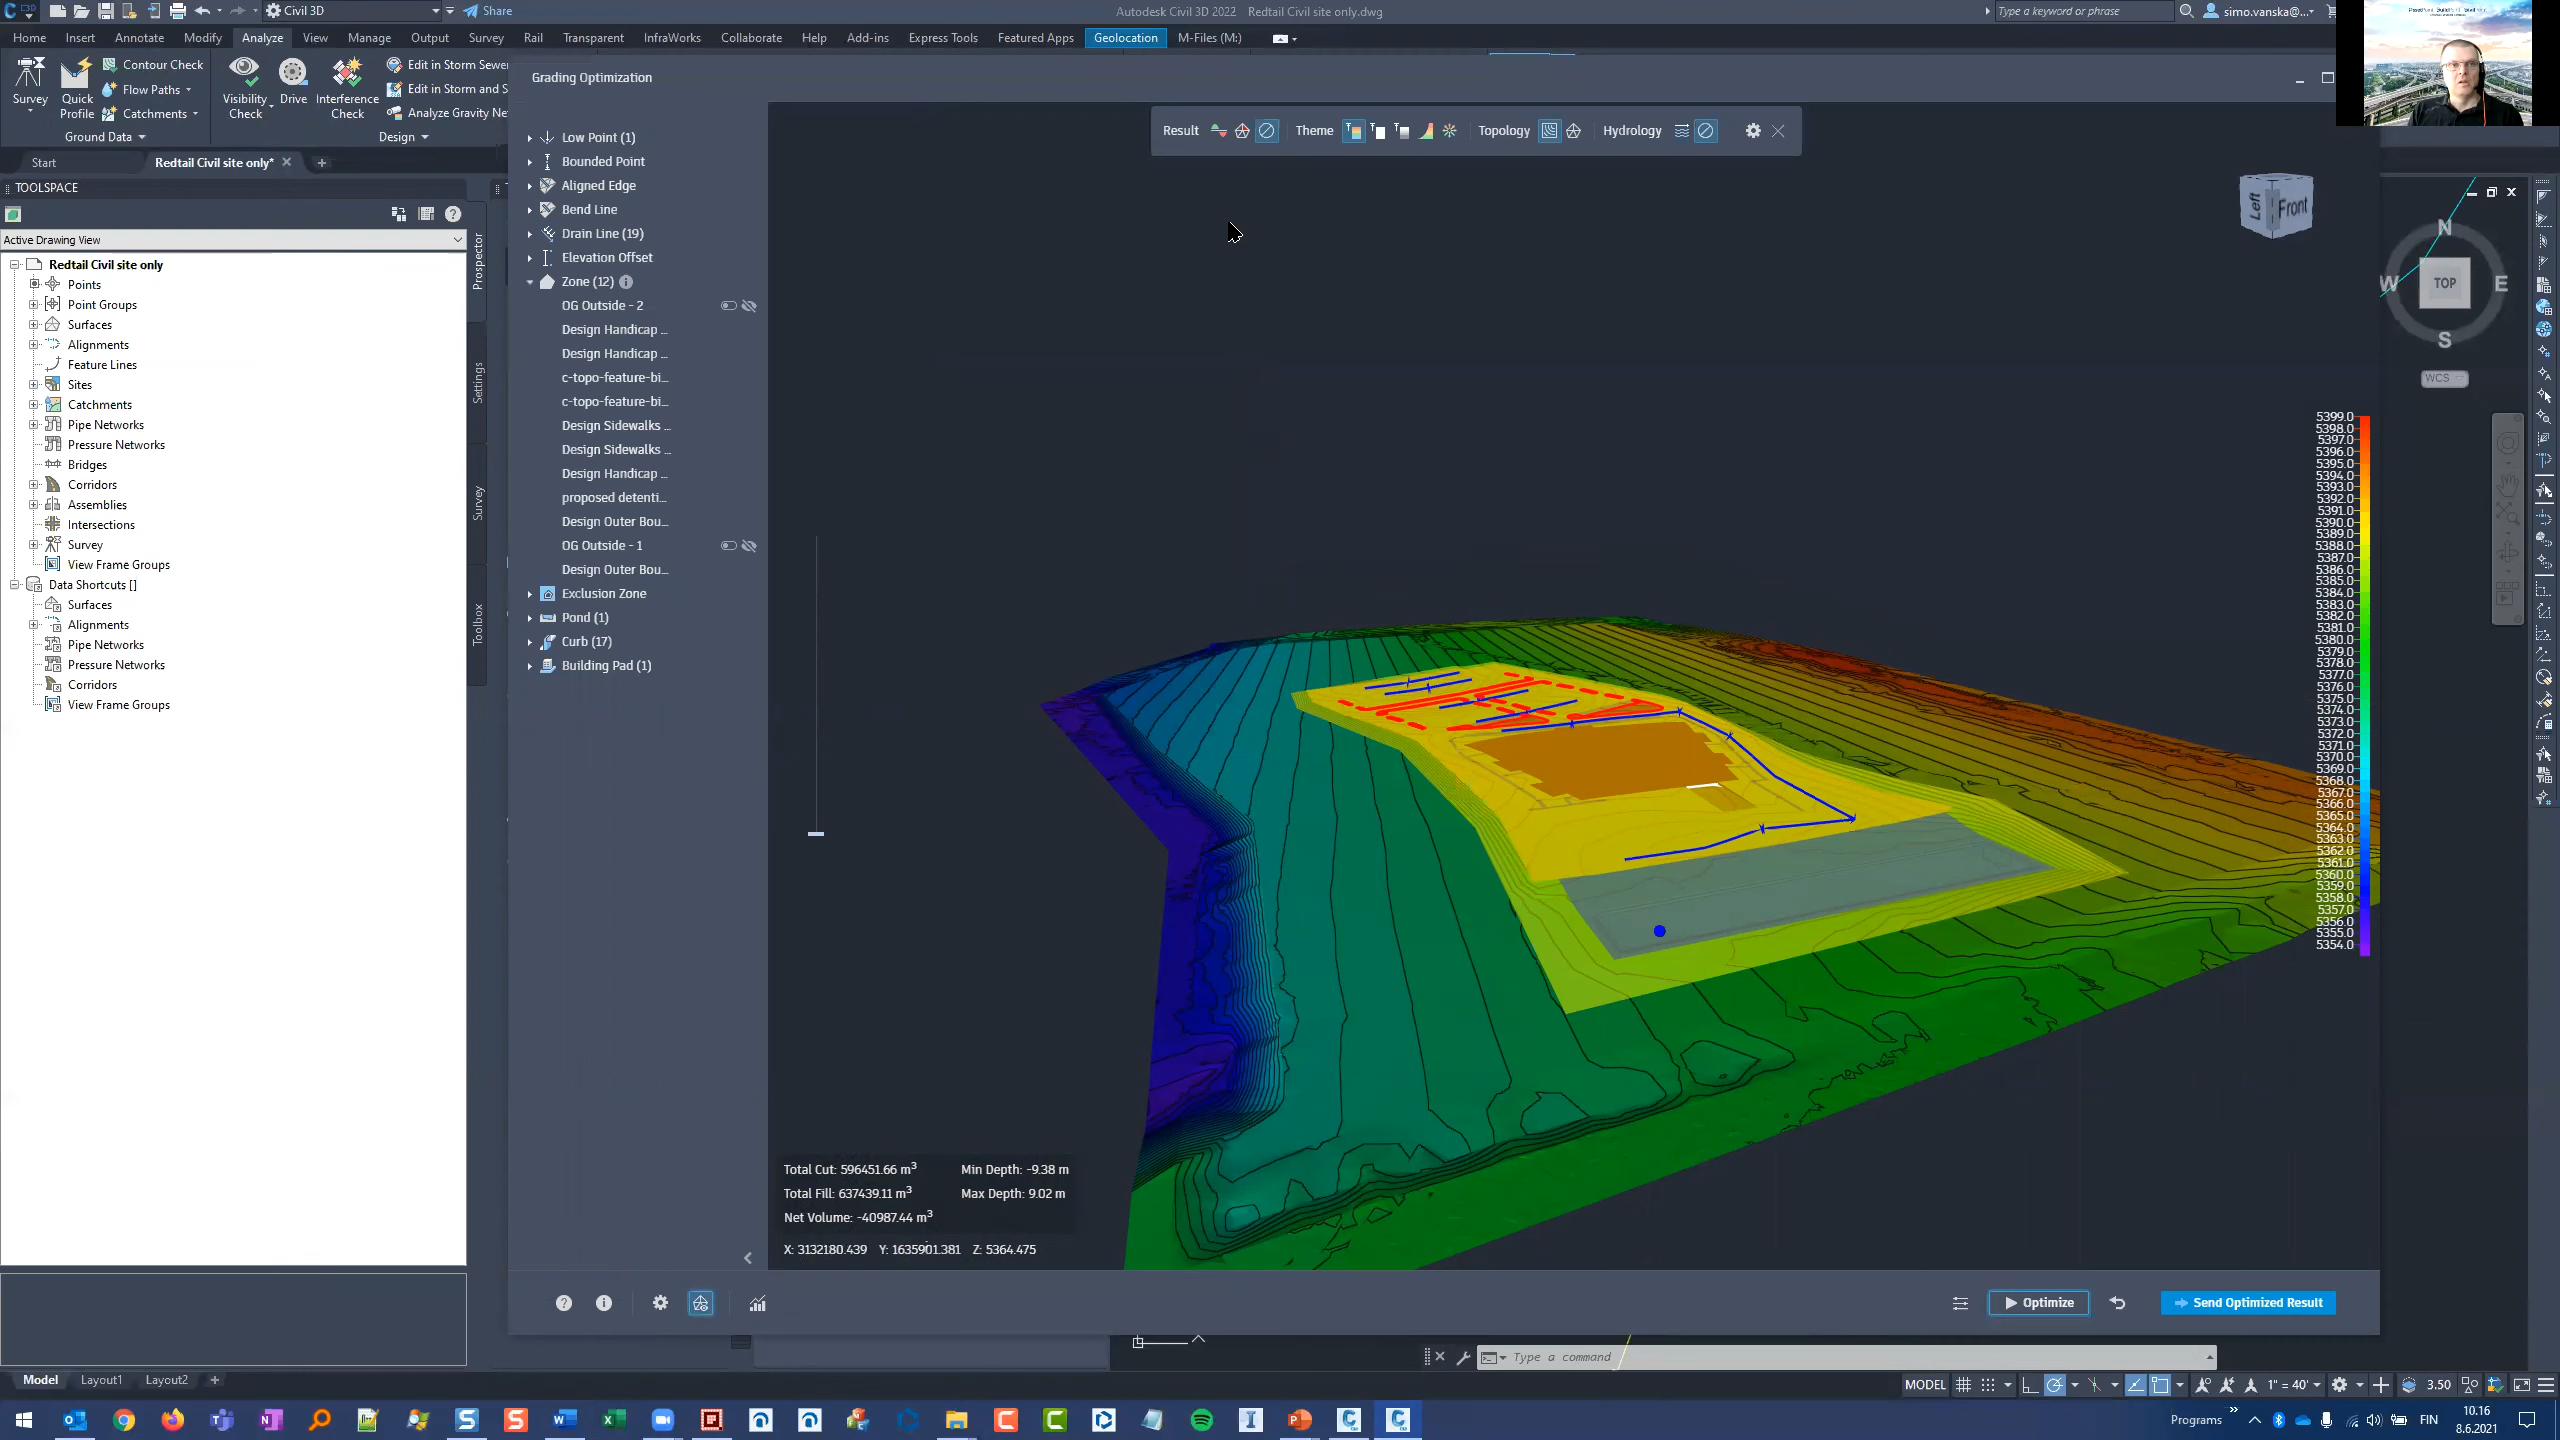 Civil 3D
Share
Autodesk Civil 3D 2022 Redtail Civil site only.dwg
Type a keyword or phrase
simo.vanska@...
Home Insert Annotate Modify Analyze View Manage Output Survey Rail Transparent InfraWorks Collaborate Help Add-ins Express Tools Featured Apps Geolocation M-Files (M:)
Survey
Quick Profile
Contour Check
Flow Paths
Catchments
Ground Data
Visibility Check
Drive
Interference Check
Edit in Storm Sewer
Edit in Storm and S
Analyze Gravity Ne
Design
Start
Redtail Civil site only*
TOOLSPACE
Active Drawing View
Redtail Civil site only
Points
Point Groups
Surfaces
Alignments
Feature Lines
Sites
Catchments
Pipe Networks
Pressure Networks
Bridges
Corridors
Assemblies
Intersections
Survey
View Frame Groups
Data Shortcuts []
Surfaces
Alignments
Pipe Networks
Pressure Networks
Corridors
View Frame Groups
Prospector
Settings
Survey
Toolbox
Grading Optimization
Low Point (1)
Bounded Point
Aligned Edge
Bend Line
Drain Line (19)
Elevation Offset
Zone (12)
OG Outside - 2
Design Handicap ...
Design Handicap ...
c-topo-feature-bi...
c-topo-feature-bi...
Design Sidewalks ...
Design Sidewalks ...
Design Handicap ...
proposed detenti...
Design Outer Bou...
OG Outside - 1
Design Outer Bou...
Exclusion Zone
Pond (1)
Curb (17)
Building Pad (1)
Result Theme Topology Hydrology
Left Front
N
W TOP E
S
WCS
5399.0
5398.0
5397.0
5396.0
5395.0
5394.0
5393.0
5392.0
5391.0
5390.0
5389.0
5388.0
5387.0
5386.0
5385.0
5384.0
5383.0
5382.0
5381.0
5380.0
5379.0
5378.0
5377.0
5376.0
5375.0
5374.0
5373.0
5372.0
5371.0
5370.0
5369.0
5368.0
5367.0
5366.0
5365.0
5364.0
5363.0
5362.0
5361.0
5360.0
5359.0
5358.0
5357.0
5356.0
5355.0
5354.0
Total Cut: 596451.66 m³ Min Depth: -9.38 m
Total Fill: 637439.11 m³ Max Depth: 9.02 m
Net Volume: -40987.44 m³
X: 3132180.439 Y: 1635901.381 Z: 5364.475
Optimize
Send Optimized Result
Type a command
Model Layout1 Layout2
MODEL
1" = 40'
3.50
Programs
FIN
10.16
8.6.2021